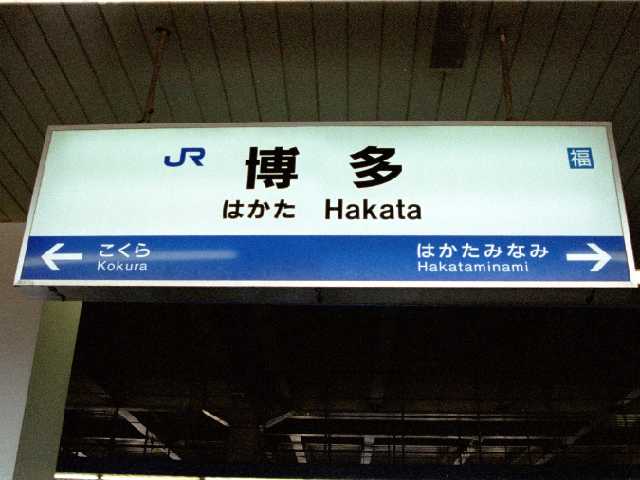 JR 博多 福
はかた Hakata
こくら はかたみなみ
Kokura Hakataminami